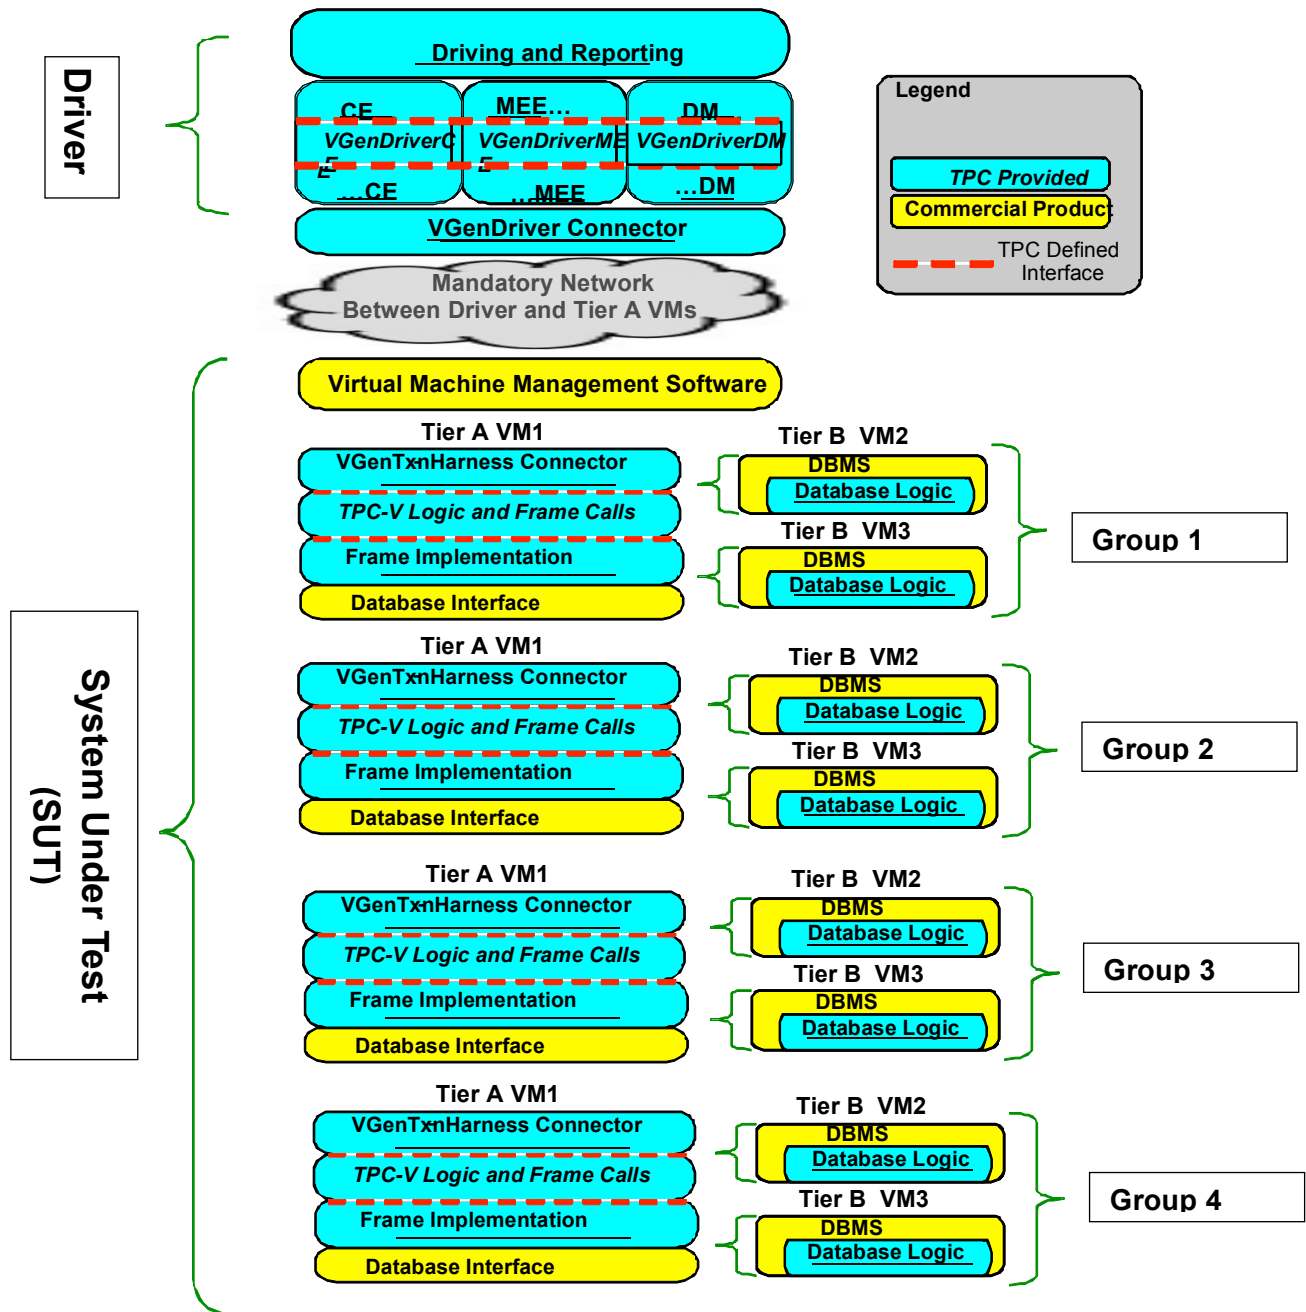 Driver
Driving and Reporting
CE
MEE...
DM
VGenDriverC
E
VGenDriverME
E
VGenDriverDM
...CE
...MEE
...DM
VGenDriver Connector
Mandatory Network
Between Driver and Tier A VMs
Legend
TPC Provided
Commercial Product
TPC Defined
Interface
System Under Test
(SUT)
Virtual Machine Management Software
Tier A VM1
VGenTxnHarness Connector
TPC-V Logic and Frame Calls
Frame Implementation
Database Interface
Tier B VM2
DBMS
Database Logic
Tier B VM3
DBMS
Database Logic
Group 1
Tier A VM1
VGenTxnHarness Connector
TPC-V Logic and Frame Calls
Frame Implementation
Database Interface
Tier B VM2
DBMS
Database Logic
Tier B VM3
DBMS
Database Logic
Group 2
Tier A VM1
VGenTxnHarness Connector
TPC-V Logic and Frame Calls
Frame Implementation
Database Interface
Tier B VM2
DBMS
Database Logic
Tier B VM3
DBMS
Database Logic
Group 3
Tier A VM1
VGenTxnHarness Connector
TPC-V Logic and Frame Calls
Frame Implementation
Database Interface
Tier B VM2
DBMS
Database Logic
Tier B VM3
DBMS
Database Logic
Group 4